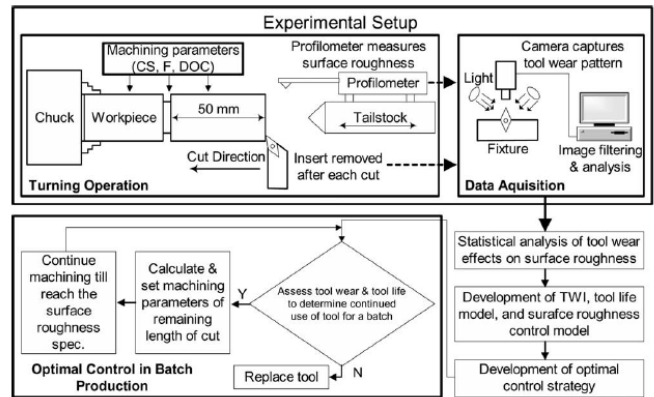 Experimental Setup
Machining parameters
(CS, F, DOC)
Chuck
Workpiece
50 mm
Cut Direction
Turning Operation
Profilometer measures
surface roughness
Profilometer
Tailstock
Insert removed
after each cut
Camera captures
tool wear pattern
Light
Fixture
Image filtering
& analysis
Data Aquisition
Statistical analysis of tool wear
effects on surface roughness
Development of TWI, tool life
model, and surafce roughness
control model
Development of optimal
control strategy
Assess tool wear & tool life
to determine continued
use of tool for a batch
Y
N
Calculate &
set machining
parameters of
remaining
length of cut
Continue
machining till
reach the
surface
roughness
spec.
Replace tool
Optimal Control in Batch
Production